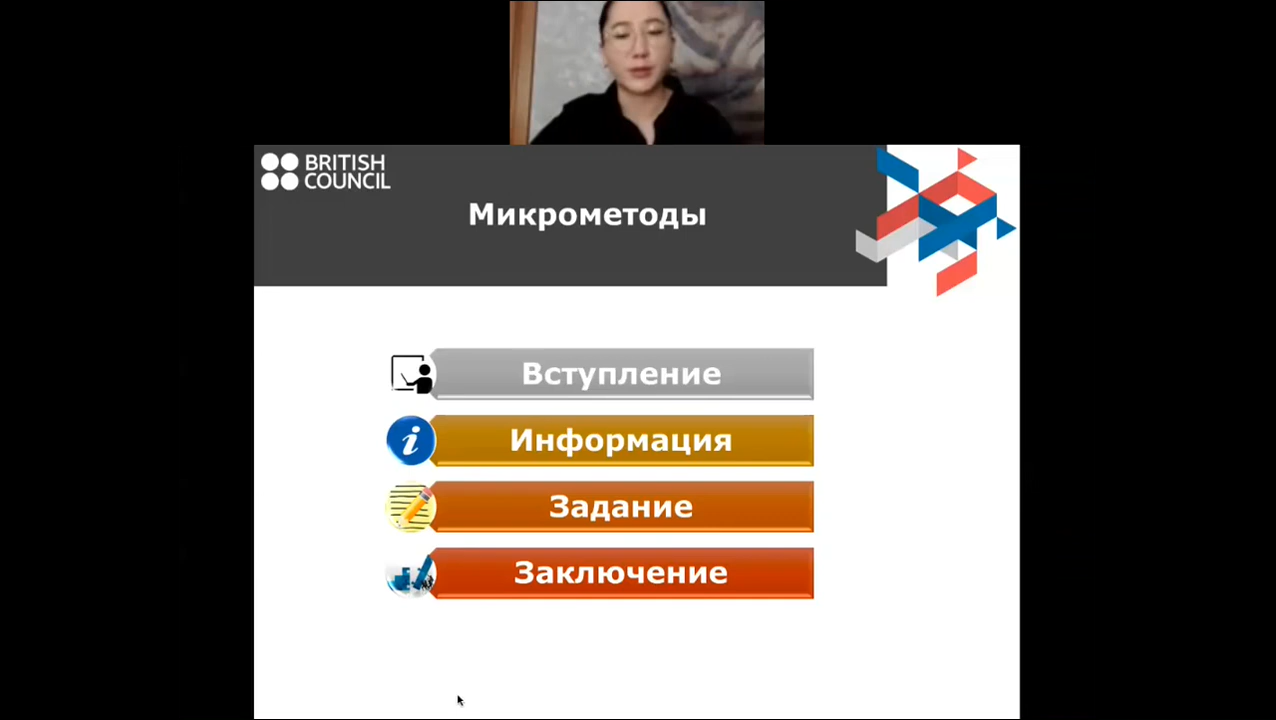 BRITISH
COUNCIL
Микрометоды
Вступление
Информация
Задание
Заключение